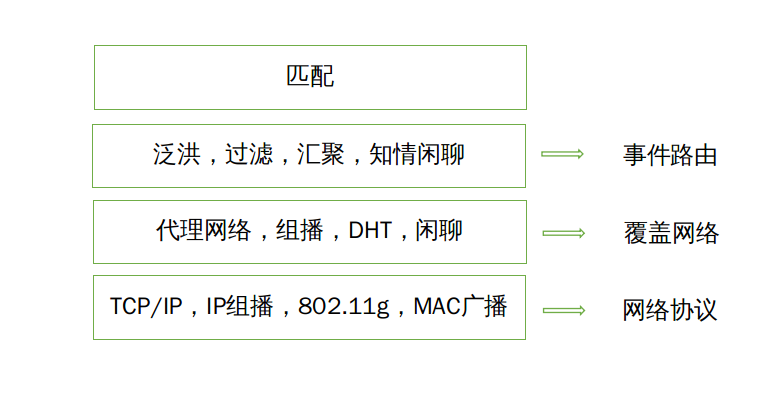 匹配
泛洪，过滤，汇聚，知情闲聊
事件路由
代理网络，组播，DHT，闲聊
覆盖网络
TCP/IP，IP组播，802.11g，MAC广播
网络协议